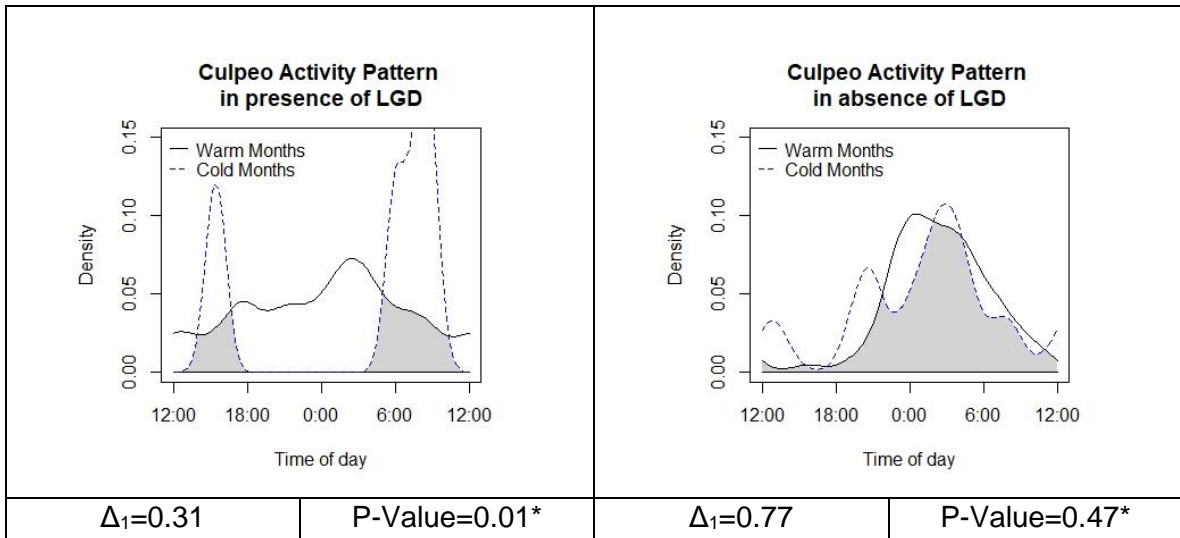 Culpeo Activity Pattern
in presence of LGD
Warm Months
Cold Months
0.15
0.10
0.05
0.00
Density
12:00 18:00 0:00 6:00 12:00
Time of day
Δ₁=0.31
P-Value=0.01*
Culpeo Activity Pattern
in absence of LGD
Warm Months
Cold Months
0.15
0.10
0.05
0.00
Density
12:00 18:00 0:00 6:00 12:00
Time of day
Δ₁=0.77
P-Value=0.47*